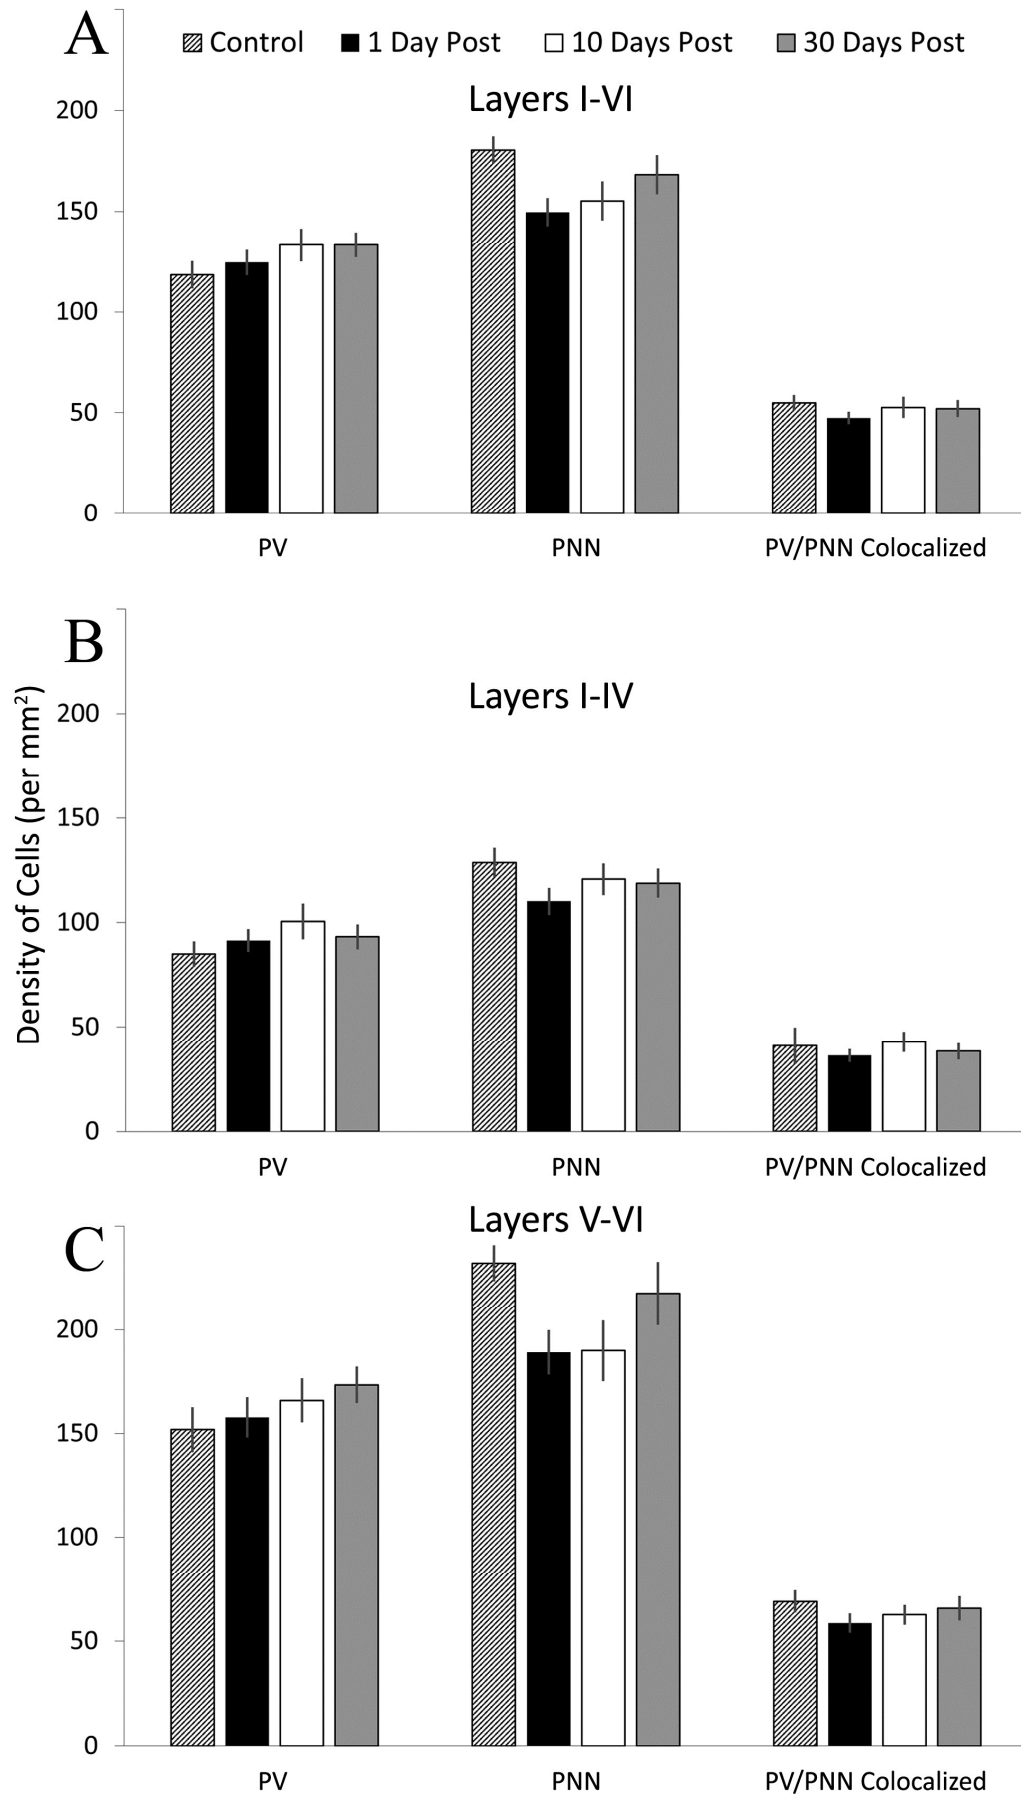 A
Control 1 Day Post 10 Days Post 30 Days Post
Layers I-VI
200
150
100
50
0
PV PNN PV/PNN Colocalized
B
Layers I-IV
Density of Cells (per mm²)
200
150
100
50
0
PV PNN PV/PNN Colocalized
C
Layers V-VI
200
150
100
50
0
PV PNN PV/PNN Colocalized